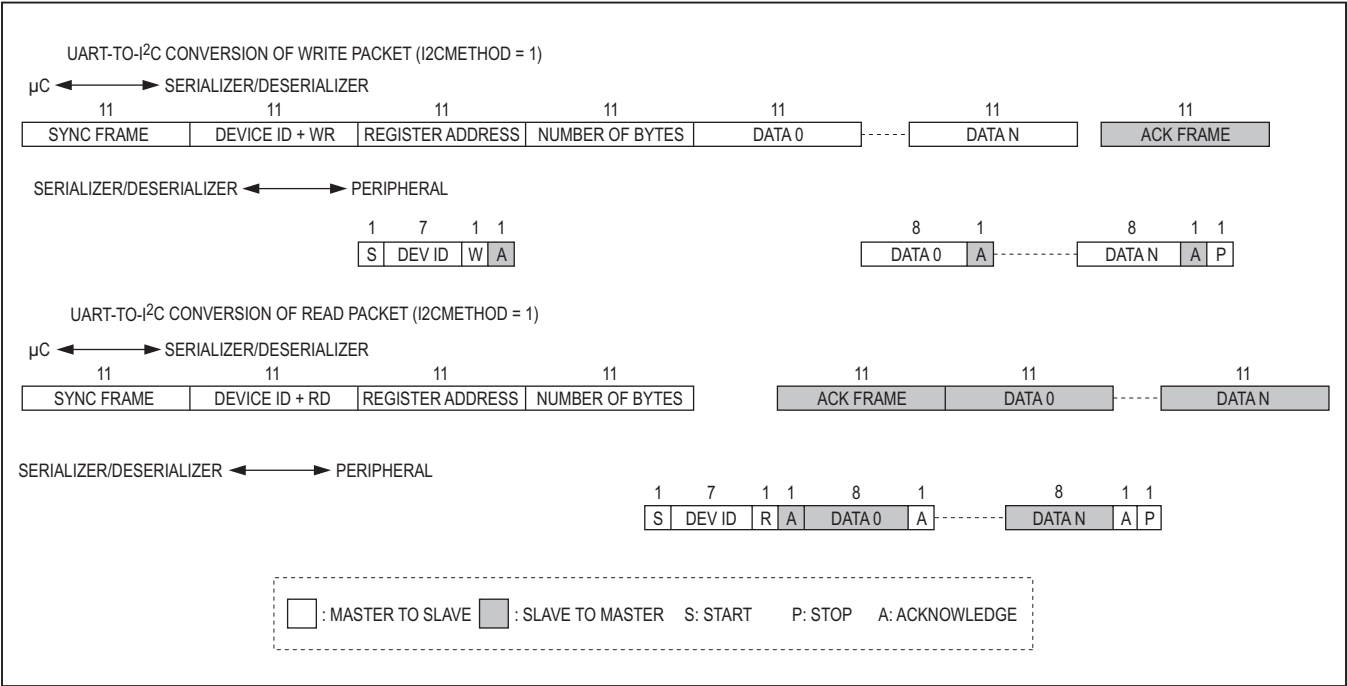 UART-TO-I2C CONVERSION OF WRITE PACKET (I2CMETHOD = 1)
µC SERIALIZER/DESERIALIZER
11 11 11 11 11 11 11
SYNC FRAME DEVICE ID + WR REGISTER ADDRESS NUMBER OF BYTES DATA 0 DATA N ACK FRAME
SERIALIZER/DESERIALIZER PERIPHERAL
1 7 1 1 8 1 8 1 1
S DEV ID W A DATA 0 A DATA N A P
UART-TO-I2C CONVERSION OF READ PACKET (I2CMETHOD = 1)
µC SERIALIZER/DESERIALIZER
11 11 11 11 11 11 11
SYNC FRAME DEVICE ID + RD REGISTER ADDRESS NUMBER OF BYTES ACK FRAME DATA 0 DATA N
SERIALIZER/DESERIALIZER PERIPHERAL
1 7 1 1 8 1 8 1 1
S DEV ID R A DATA 0 A DATA N A P
: MASTER TO SLAVE : SLAVE TO MASTER S: START P: STOP A: ACKNOWLEDGE